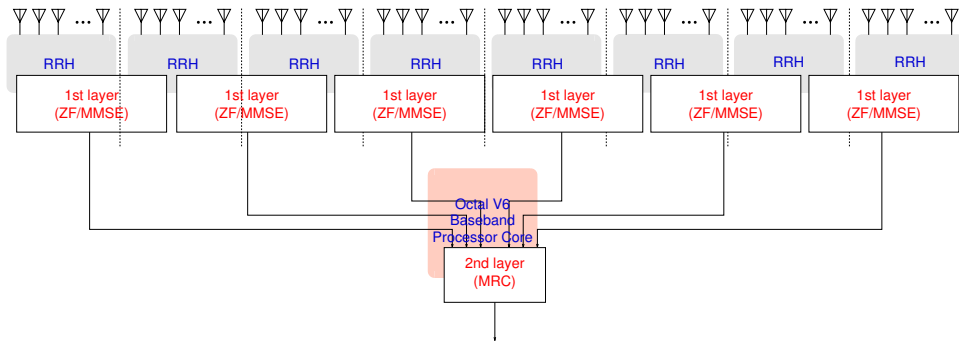 ... ... ... ... ... ... ... ...
RRH RRH RRH RRH RRH RRH RRH RRH
1st layer 1st layer 1st layer 1st layer 1st layer 1st layer
(ZF/MMSE) (ZF/MMSE) (ZF/MMSE) (ZF/MMSE) (ZF/MMSE) (ZF/MMSE)
Octal V6
Baseband
Processor Core
2nd layer
(MRC)